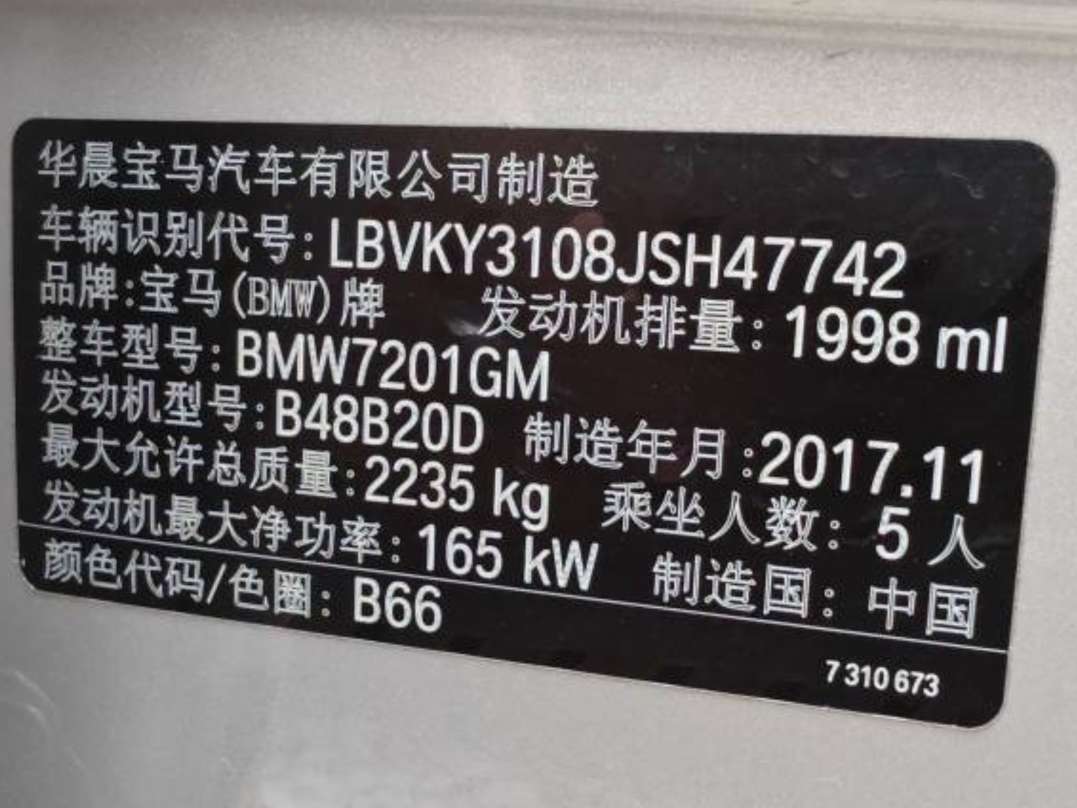 华晨宝马汽车有限公司制造
车辆识别代号:LBVKY3108JSH47742
品牌:宝马(BMW)牌 发动机排量:1998 ml
整车型号:BMW7201GM
发动机型号:B48B20D 制造年月:2017.11
最大允许总质量:2235 kg 乘坐人数:5人
发动机最大净功率:165 kW 制造国:中国
颜色代码/色圈:B66
7 310 673